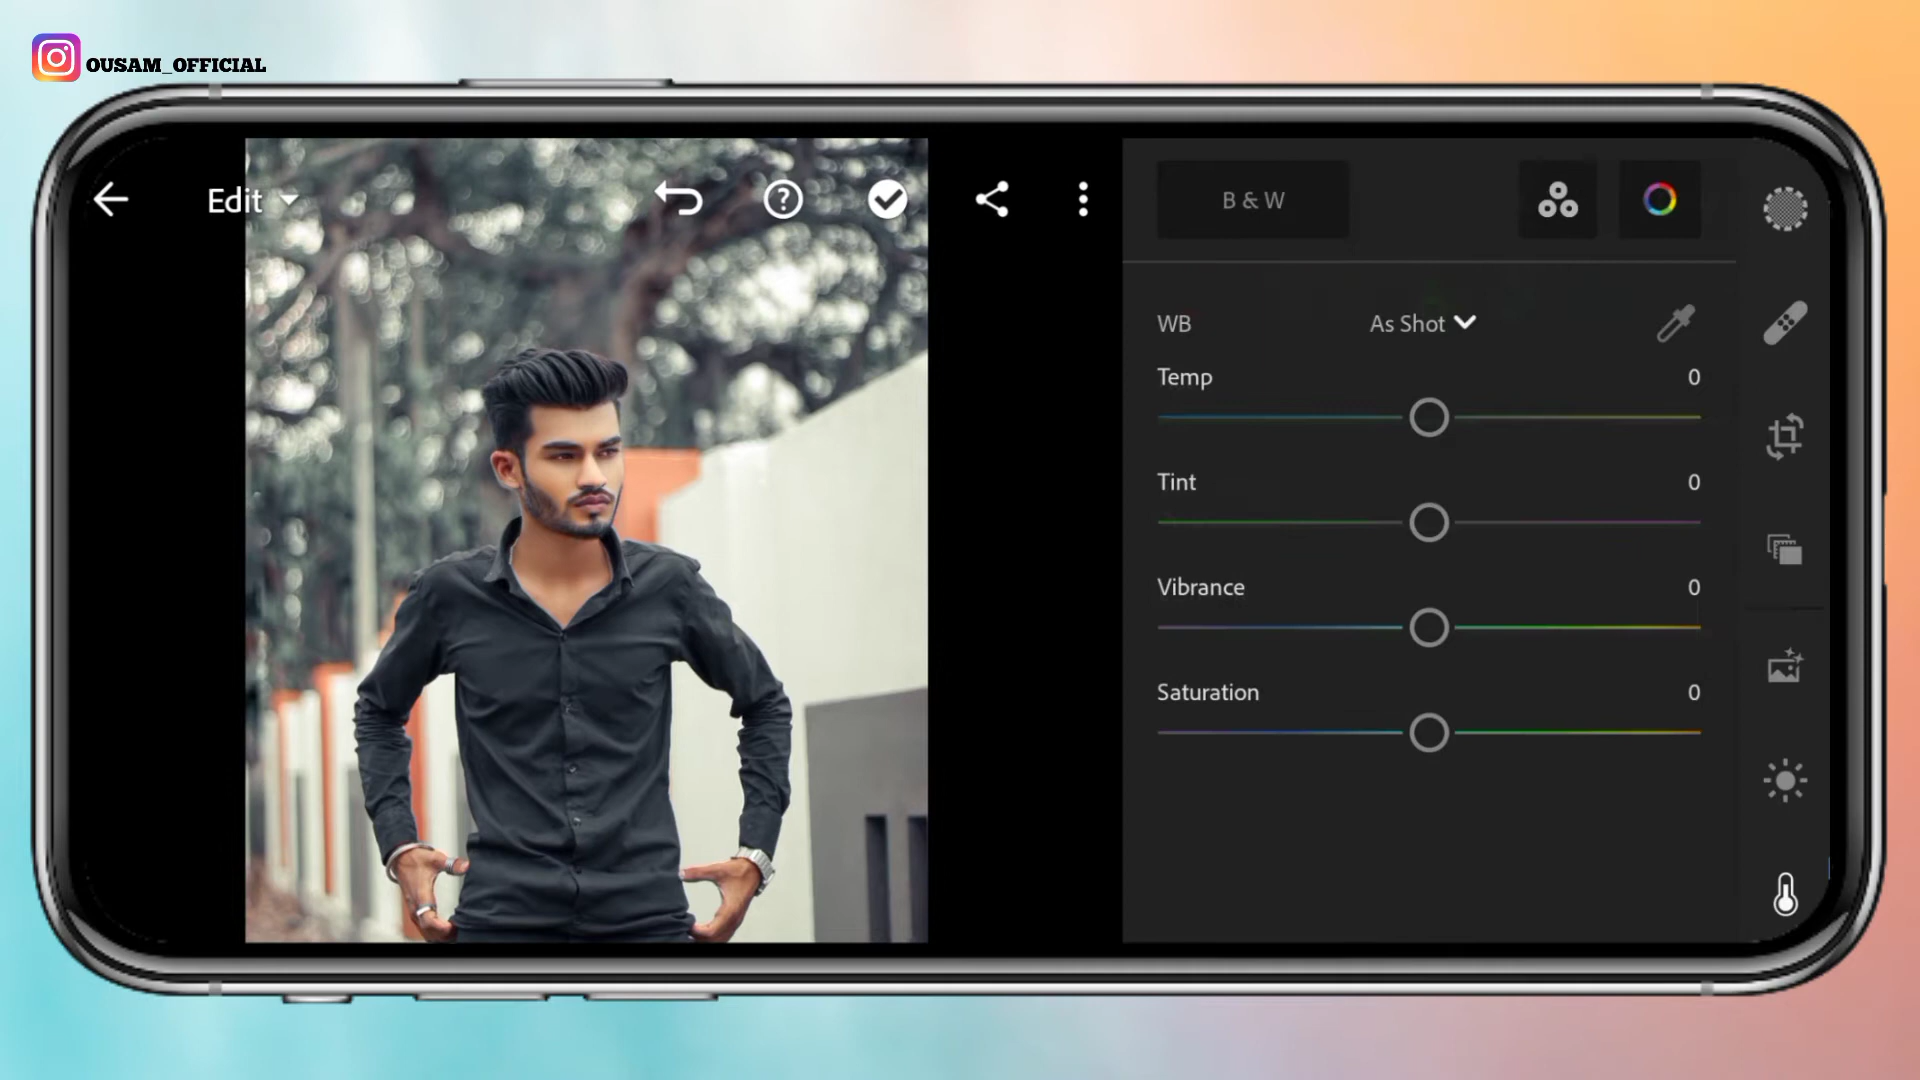 OUSAM_OFFICIAL
Edit
B & W
WB As Shot
Temp 0
Tint 0
Vibrance 0
Saturation 0